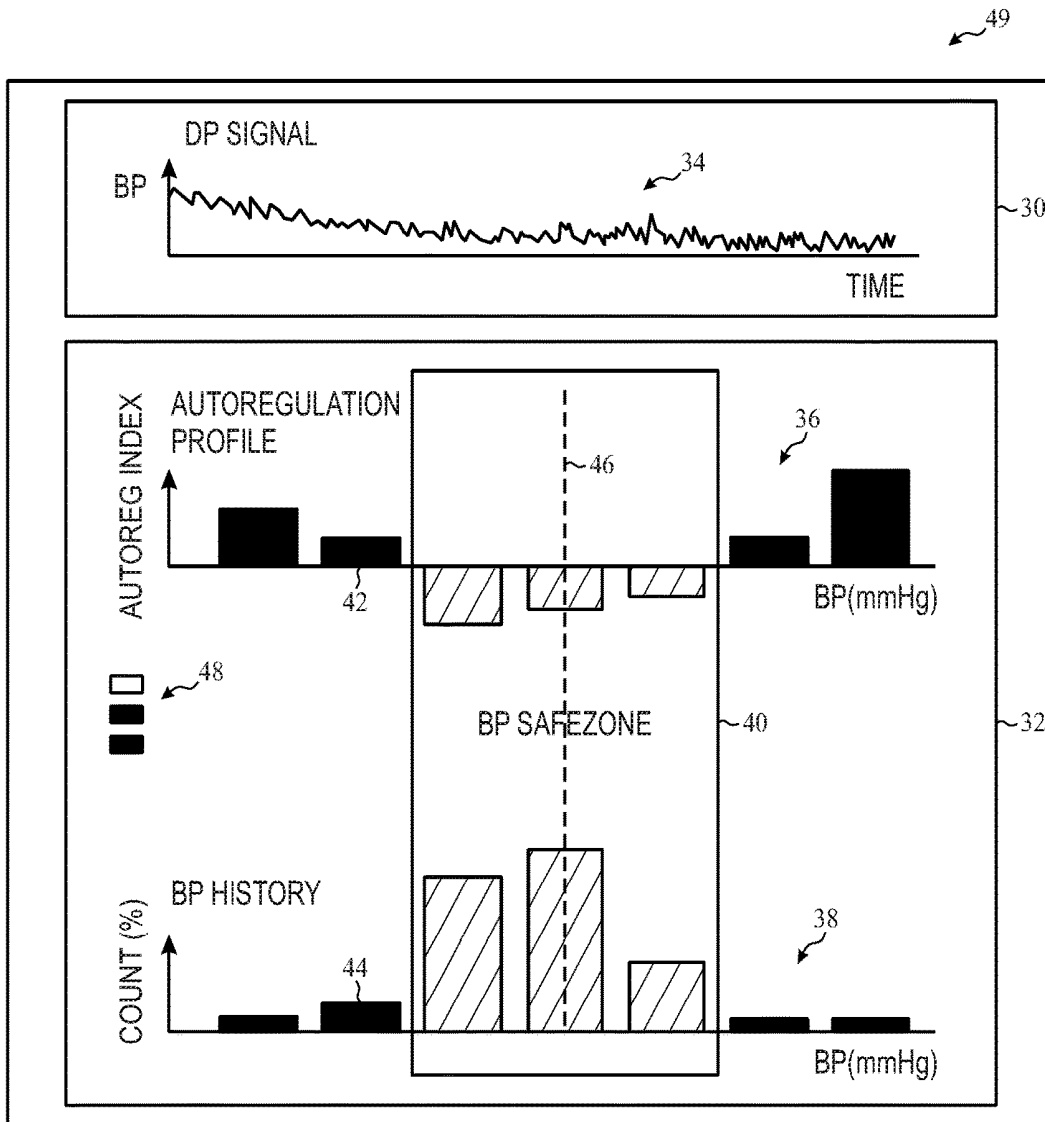 49
DP SIGNAL
BP
34
30
TIME
AUTOREG INDEX
AUTOREGULATION
PROFILE
36
46
42
BP(mmHg)
48
BP SAFEZONE
40
32
COUNT (%)
BP HISTORY
44
38
BP(mmHg)